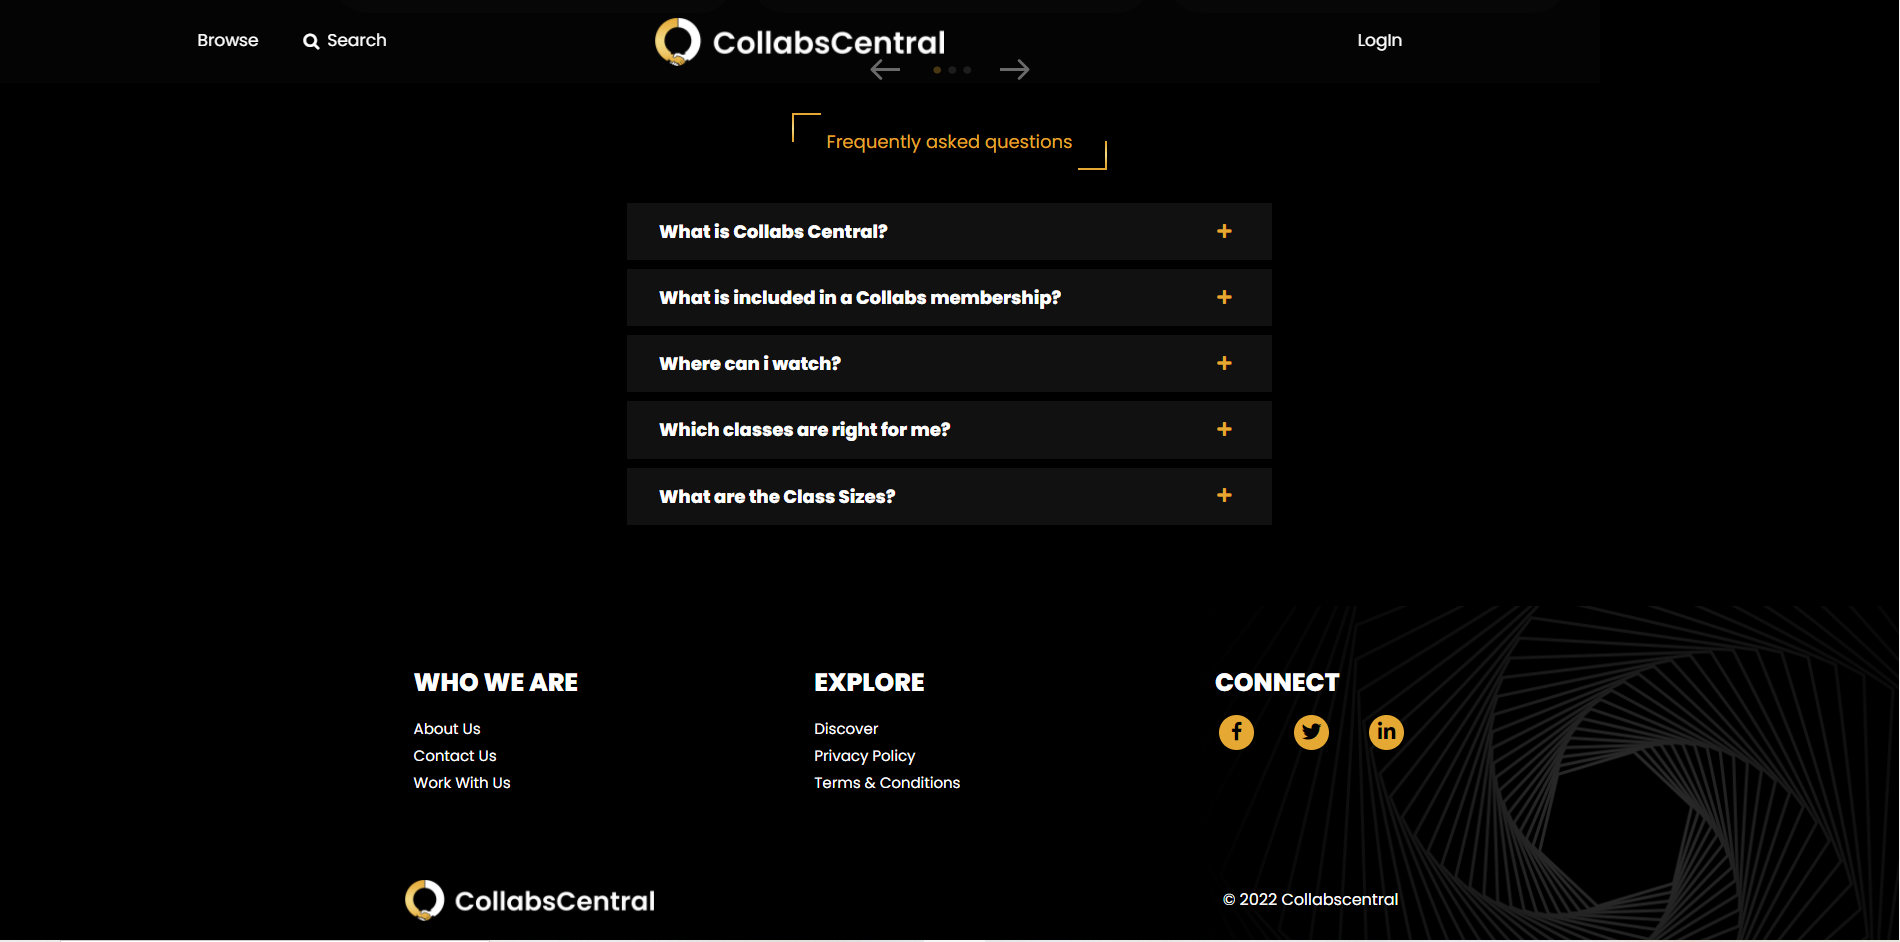 Browse
Search
CollabsCentral
LogIn
Frequently asked questions
What is Collabs Central?
What is included in a Collabs membership?
Where can i watch?
Which classes are right for me?
What are the Class Sizes?
WHO WE ARE
About Us
Contact Us
Work With Us
EXPLORE
Discover
Privacy Policy
Terms & Conditions
CONNECT
CollabsCentral
© 2022 Collabscentral